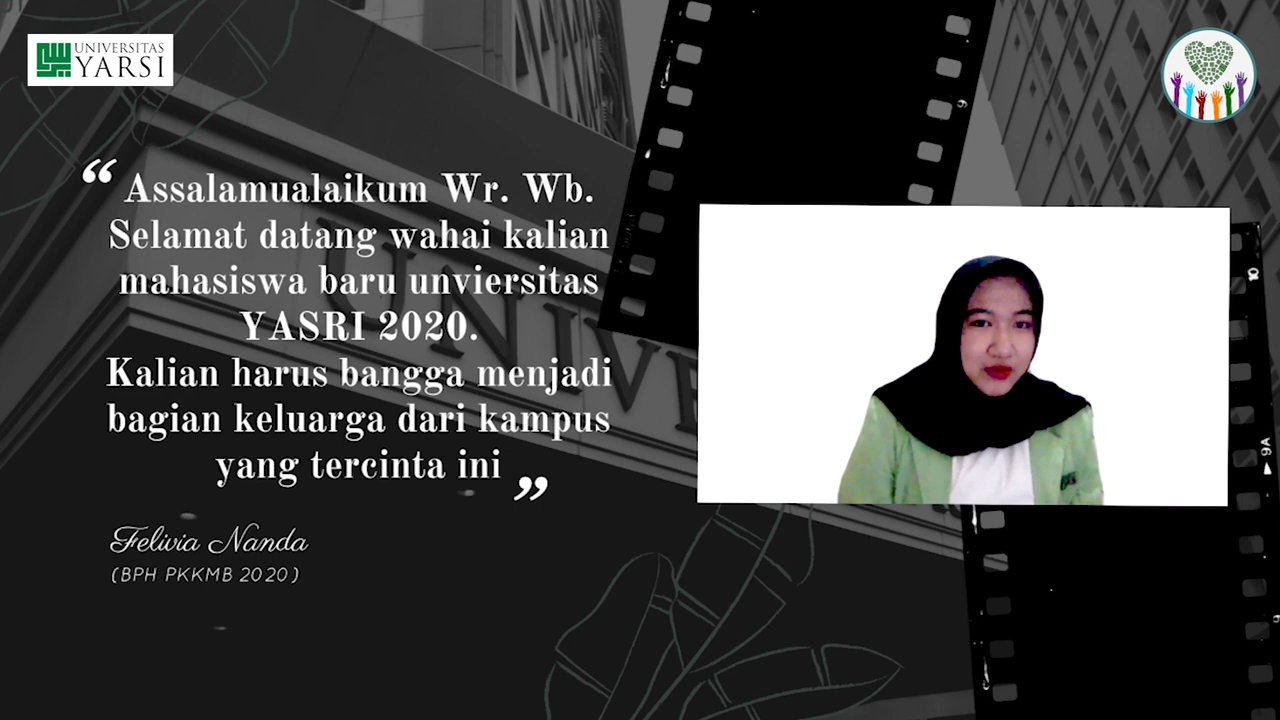 UNIVERSITAS
YARSI
“ Assalamualaikum Wr. Wb.
Selamat datang wahai kalian
mahasiswa baru unviersitas
YASRI 2020.
Kalian harus bangga menjadi
bagian keluarga dari kampus
yang tercinta ini ”
Felivia Nanda
(BPH PKKMB 2020)
UNIVE